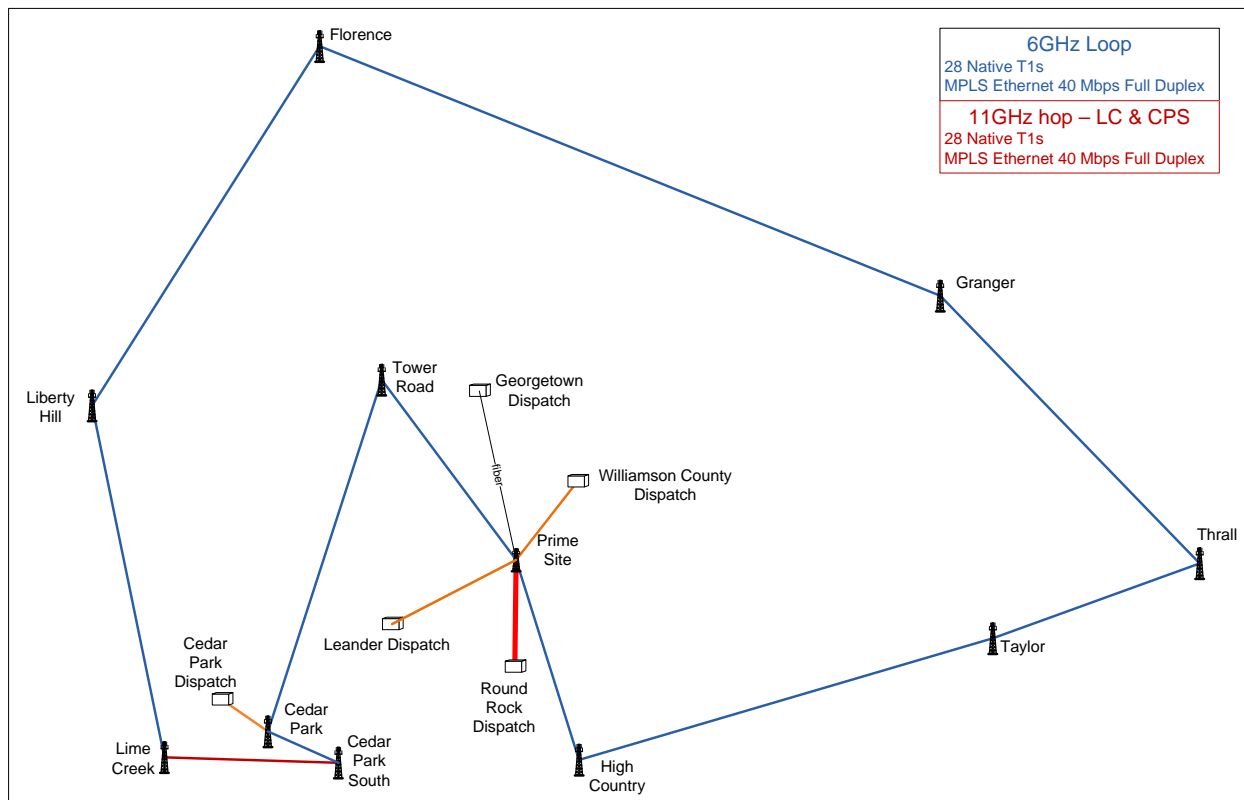 Florence
6GHz Loop
28 Native T1s
MPLS Ethernet 40 Mbps Full Duplex
11GHz hop – LC & CPS
28 Native T1s
MPLS Ethernet 40 Mbps Full Duplex
Granger
Tower
Road
Georgetown
Dispatch
Liberty
Hill
fiber
Williamson County
Dispatch
Prime
Site
Thrall
Leander Dispatch
Taylor
Cedar
Park
Dispatch
Round
Rock
Dispatch
Cedar
Park
Lime
Creek
Cedar
Park
South
High
Country